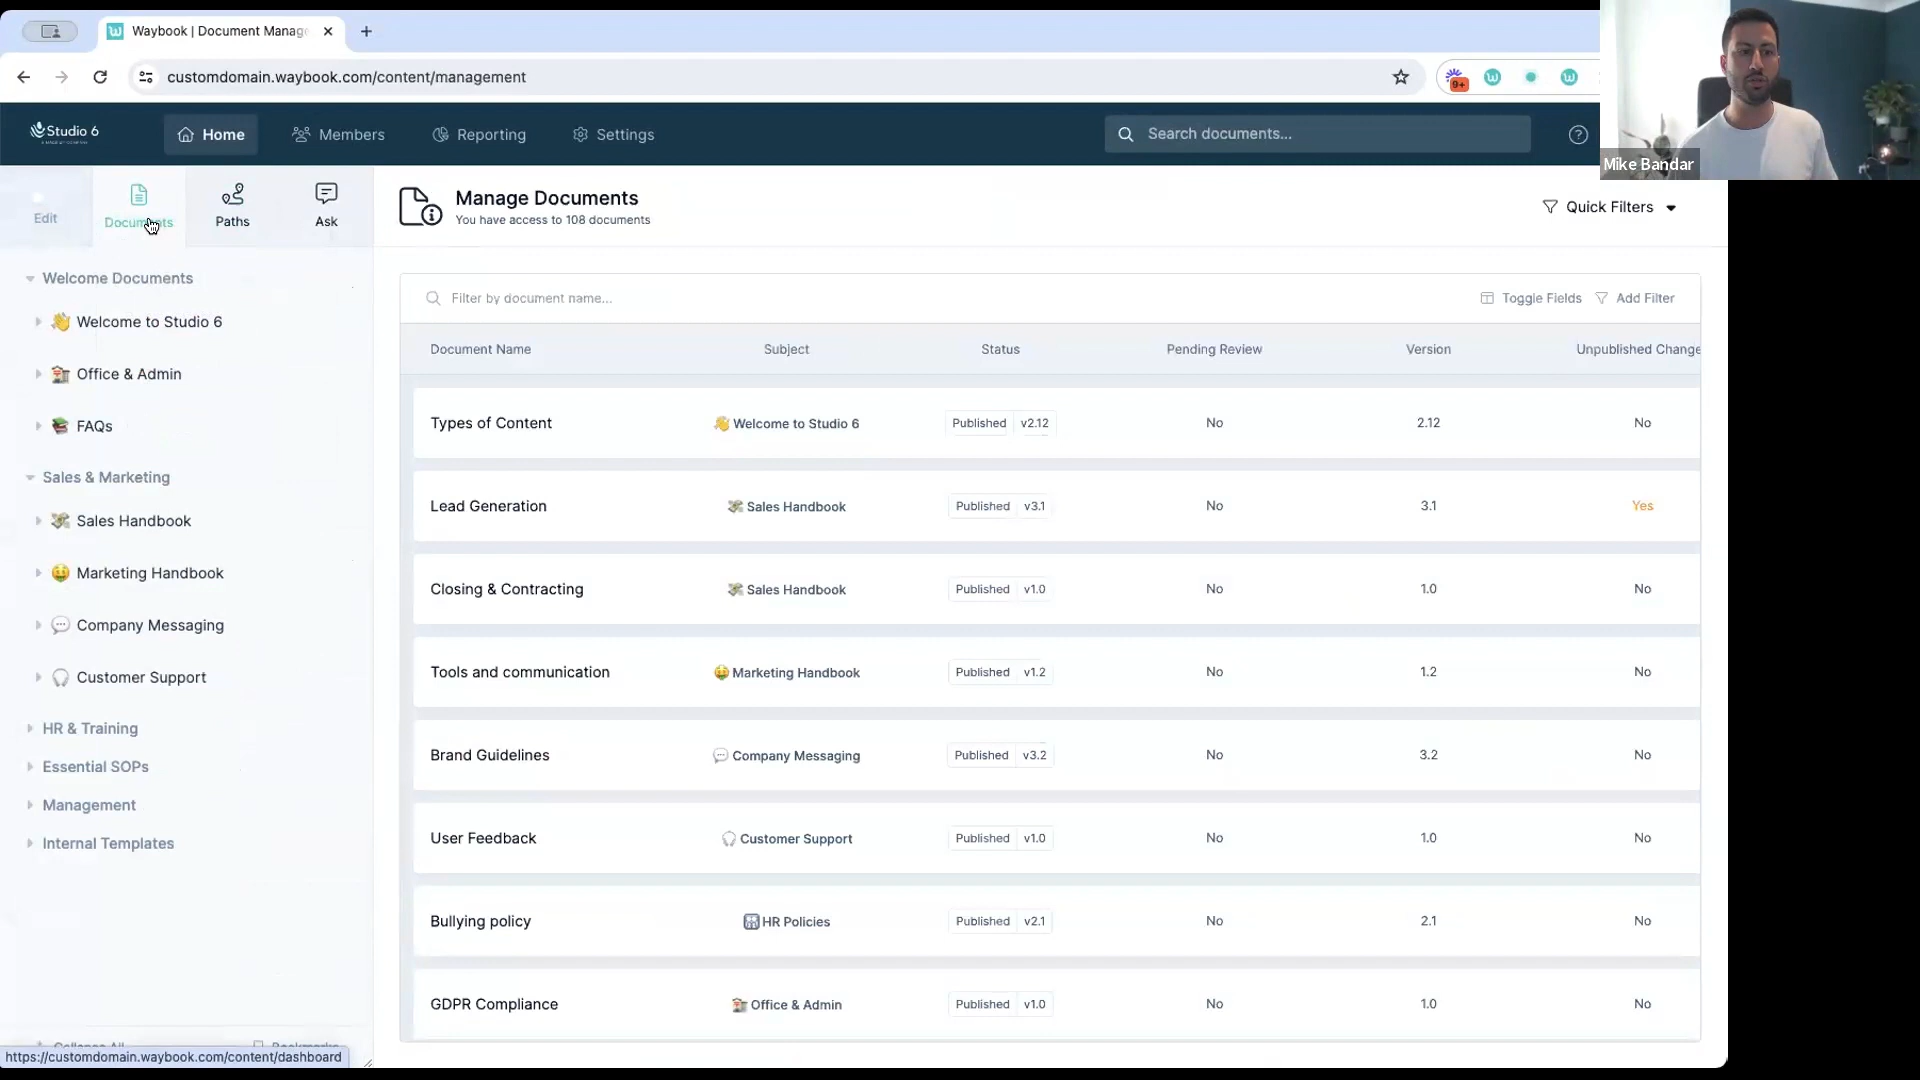 Waybook | Document Manag
customdomain.waybook.com/content/management
9+
Studio 6
Home
Members
Reporting
Settings
Search documents...
Mike Bandar
Edit
Documents
Paths
Ask
Manage Documents
You have access to 108 documents
Quick Filters
Welcome Documents
Welcome to Studio 6
Office & Admin
FAQs
Sales & Marketing
Sales Handbook
Marketing Handbook
Company Messaging
Customer Support
HR & Training
Essential SOPs
Management
Internal Templates
Collapse All
Bookmarks
https://customdomain.waybook.com/content/dashboard
Filter by document name...
Toggle Fields
Add Filter
Document Name Subject Status Pending Review Version Unpublished Change
Types of Content Welcome to Studio 6 Published v2.12 No 2.12 No
Lead Generation Sales Handbook Published v3.1 No 3.1 Yes
Closing & Contracting Sales Handbook Published v1.0 No 1.0 No
Tools and communication Marketing Handbook Published v1.2 No 1.2 No
Brand Guidelines Company Messaging Published v3.2 No 3.2 No
User Feedback Customer Support Published v1.0 No 1.0 No
Bullying policy HR Policies Published v2.1 No 2.1 No
GDPR Compliance Office & Admin Published v1.0 No 1.0 No